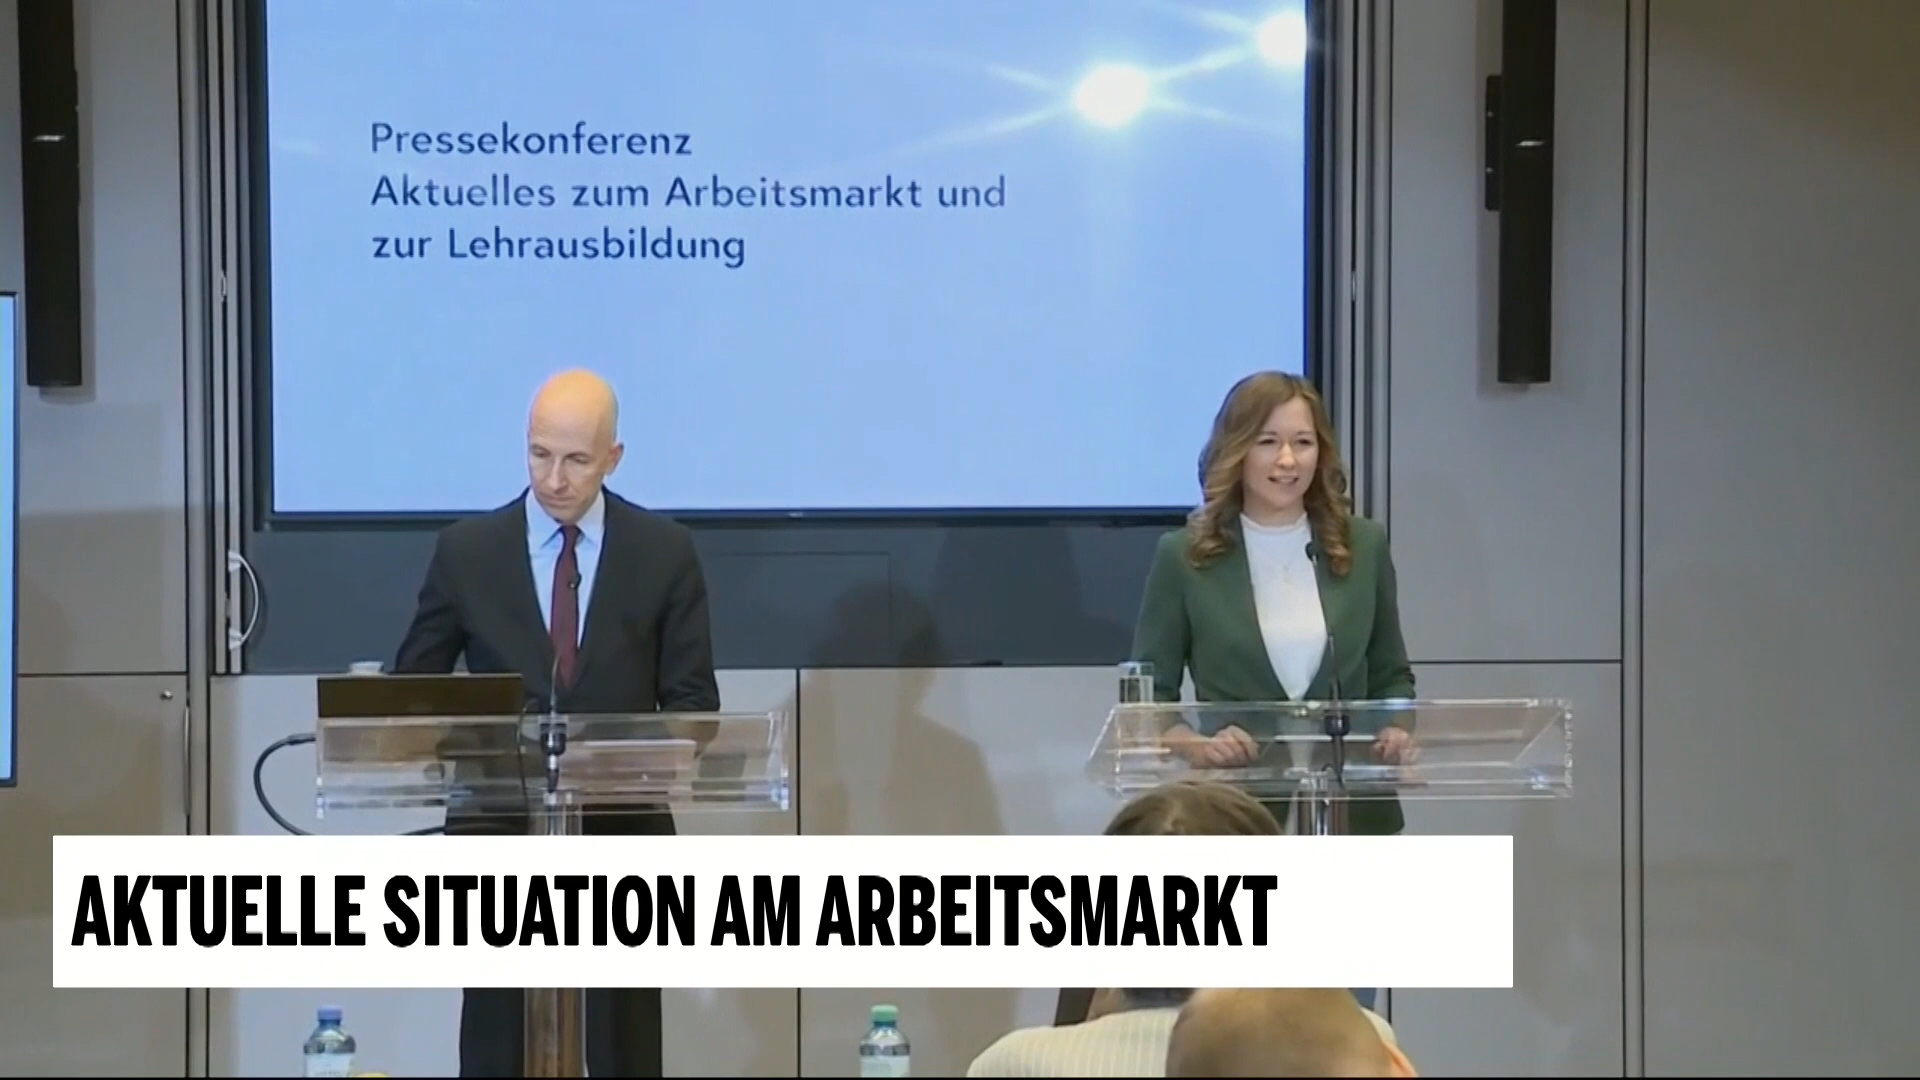 Pressekonferenz
Aktuelles zum Arbeitsmarkt und
zur Lehrausbildung
AKTUELLE SITUATION AM ARBEITSMARKT